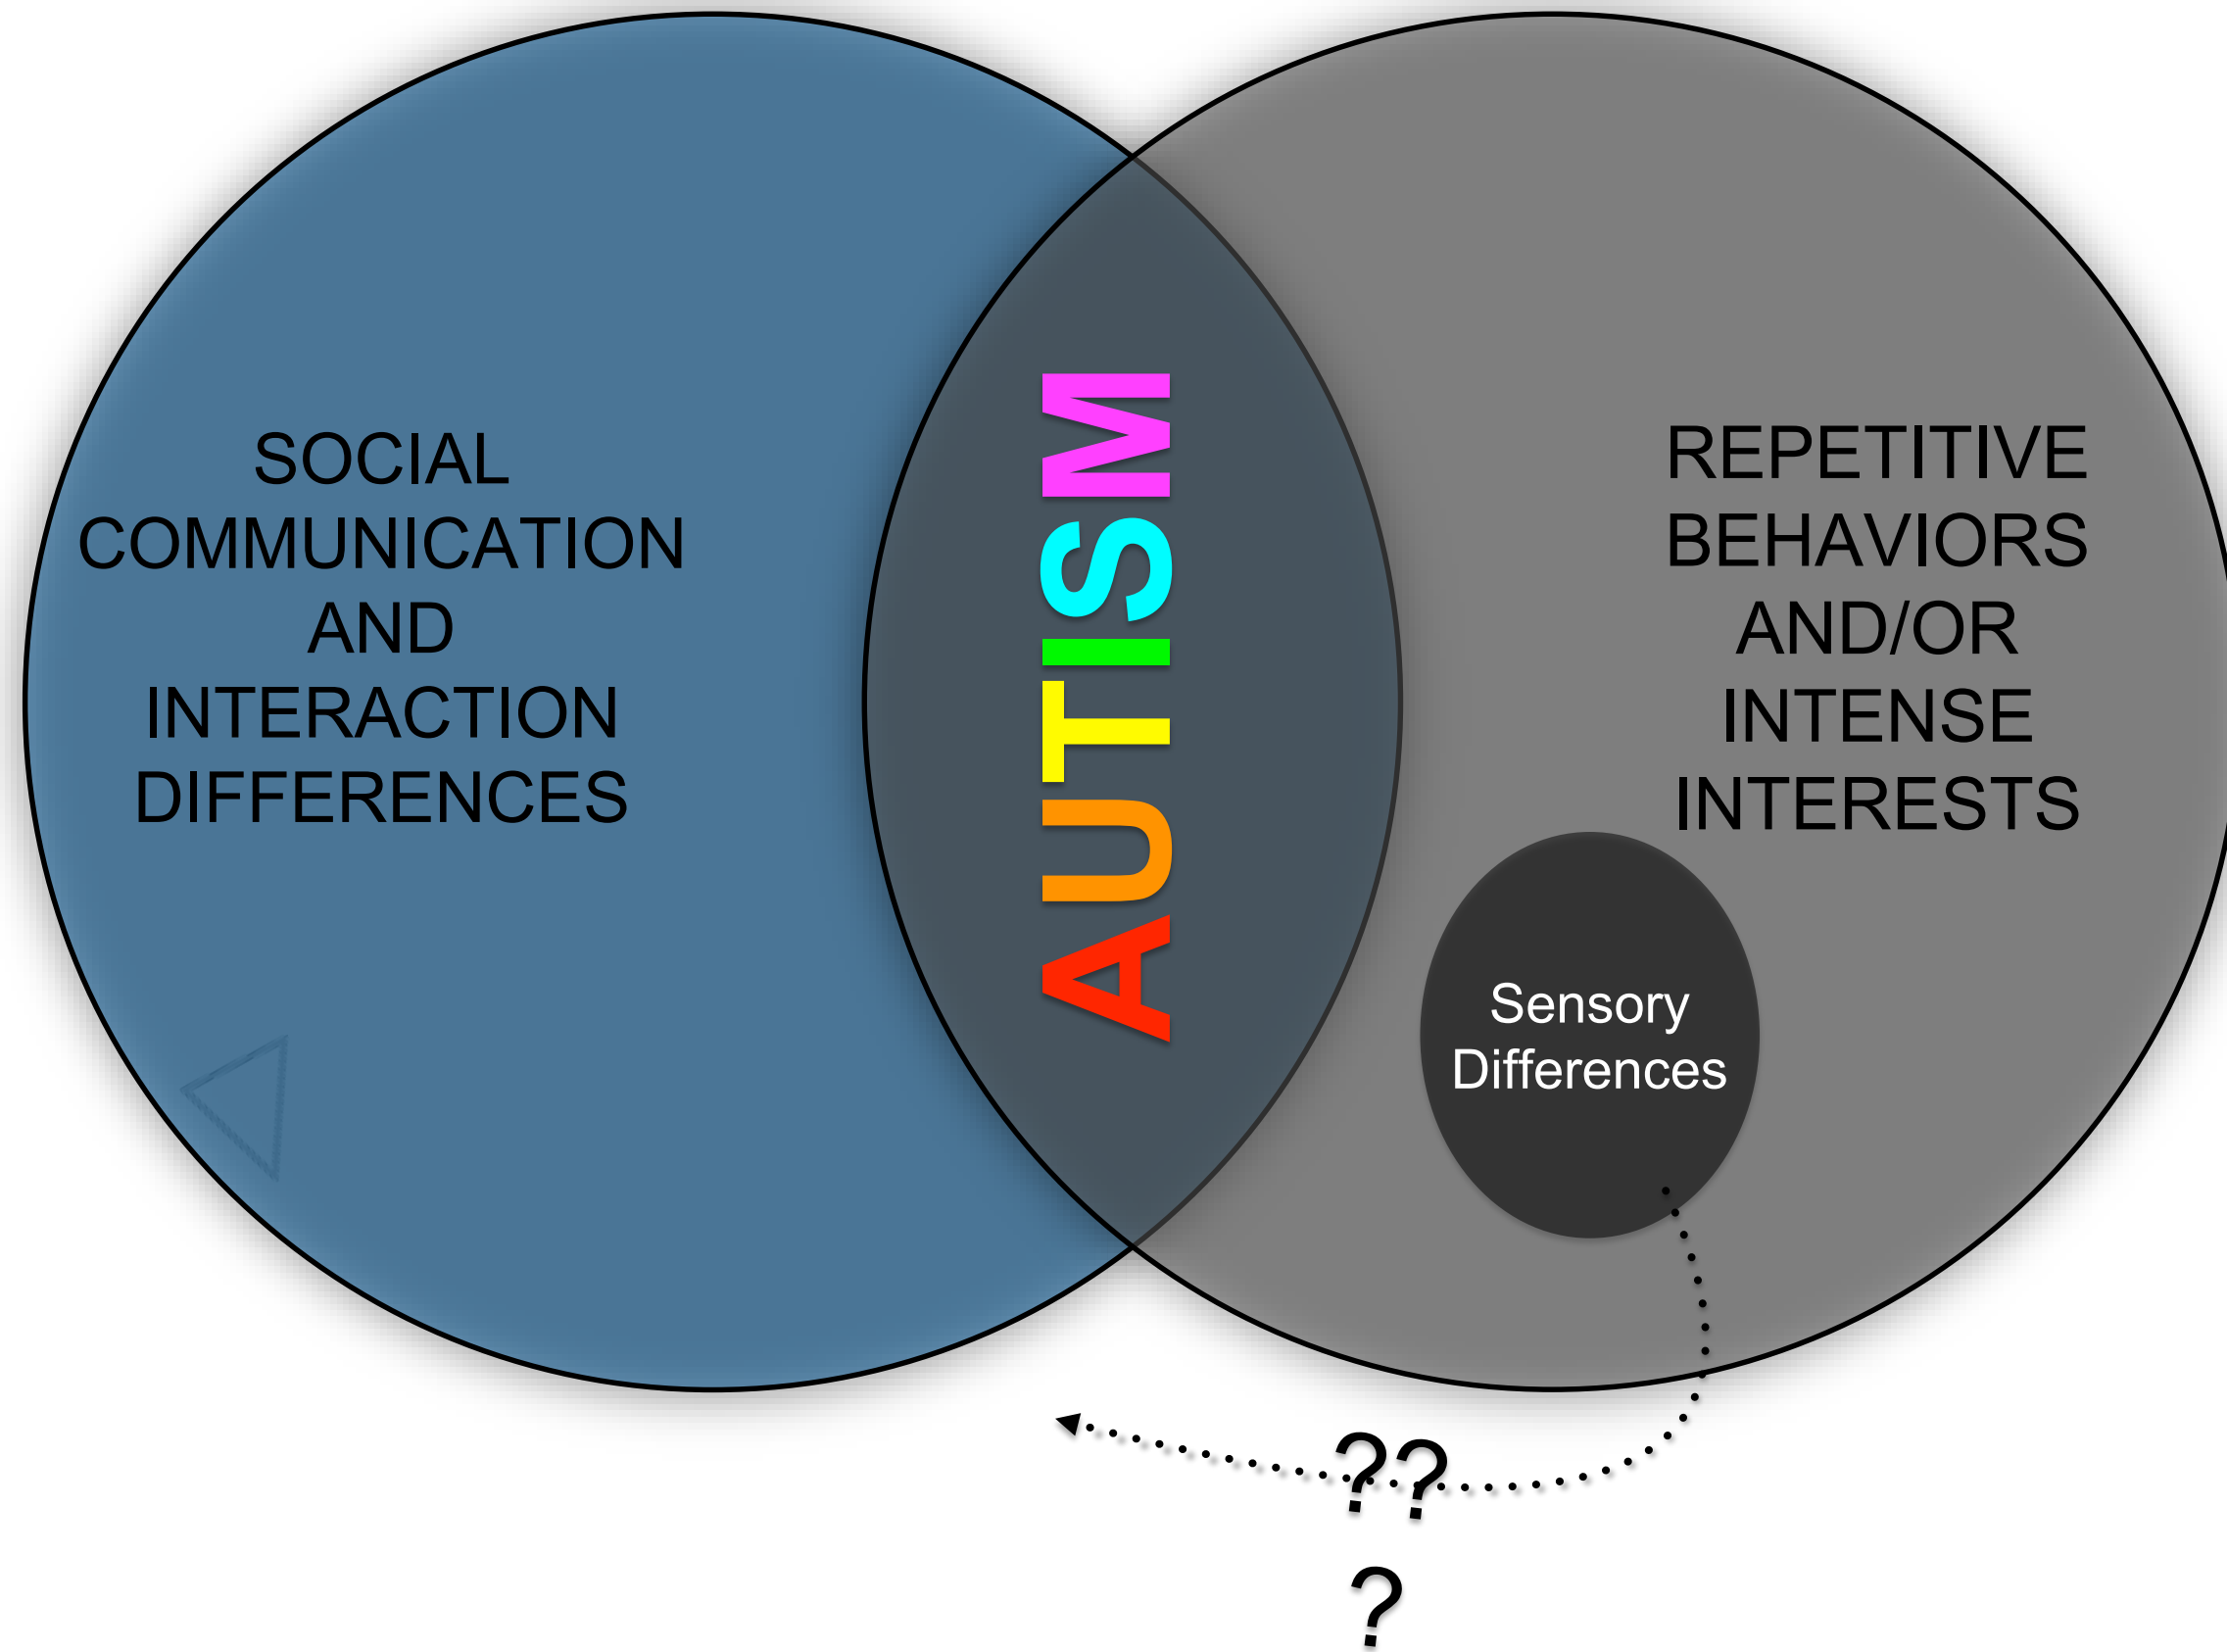 SOCIAL
COMMUNICATION
AND
INTERACTION
DIFFERENCES
AUTISM
REPETITIVE
BEHAVIORS
AND/OR
INTENSE
INTERESTS
Sensory
Differences
??
?